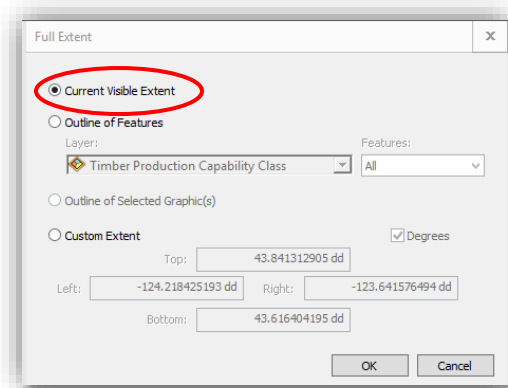 Full Extent x
Current Visible Extent
Outline of Features
Layer: Features:
Timber Production Capability Class All
Outline of Selected Graphic(s)
Custom Extent Degrees
Top: 43.841312905 dd
Left: -124.218425193 dd Right: -123.641576494 dd
Bottom: 43.616404195 dd
OK Cancel